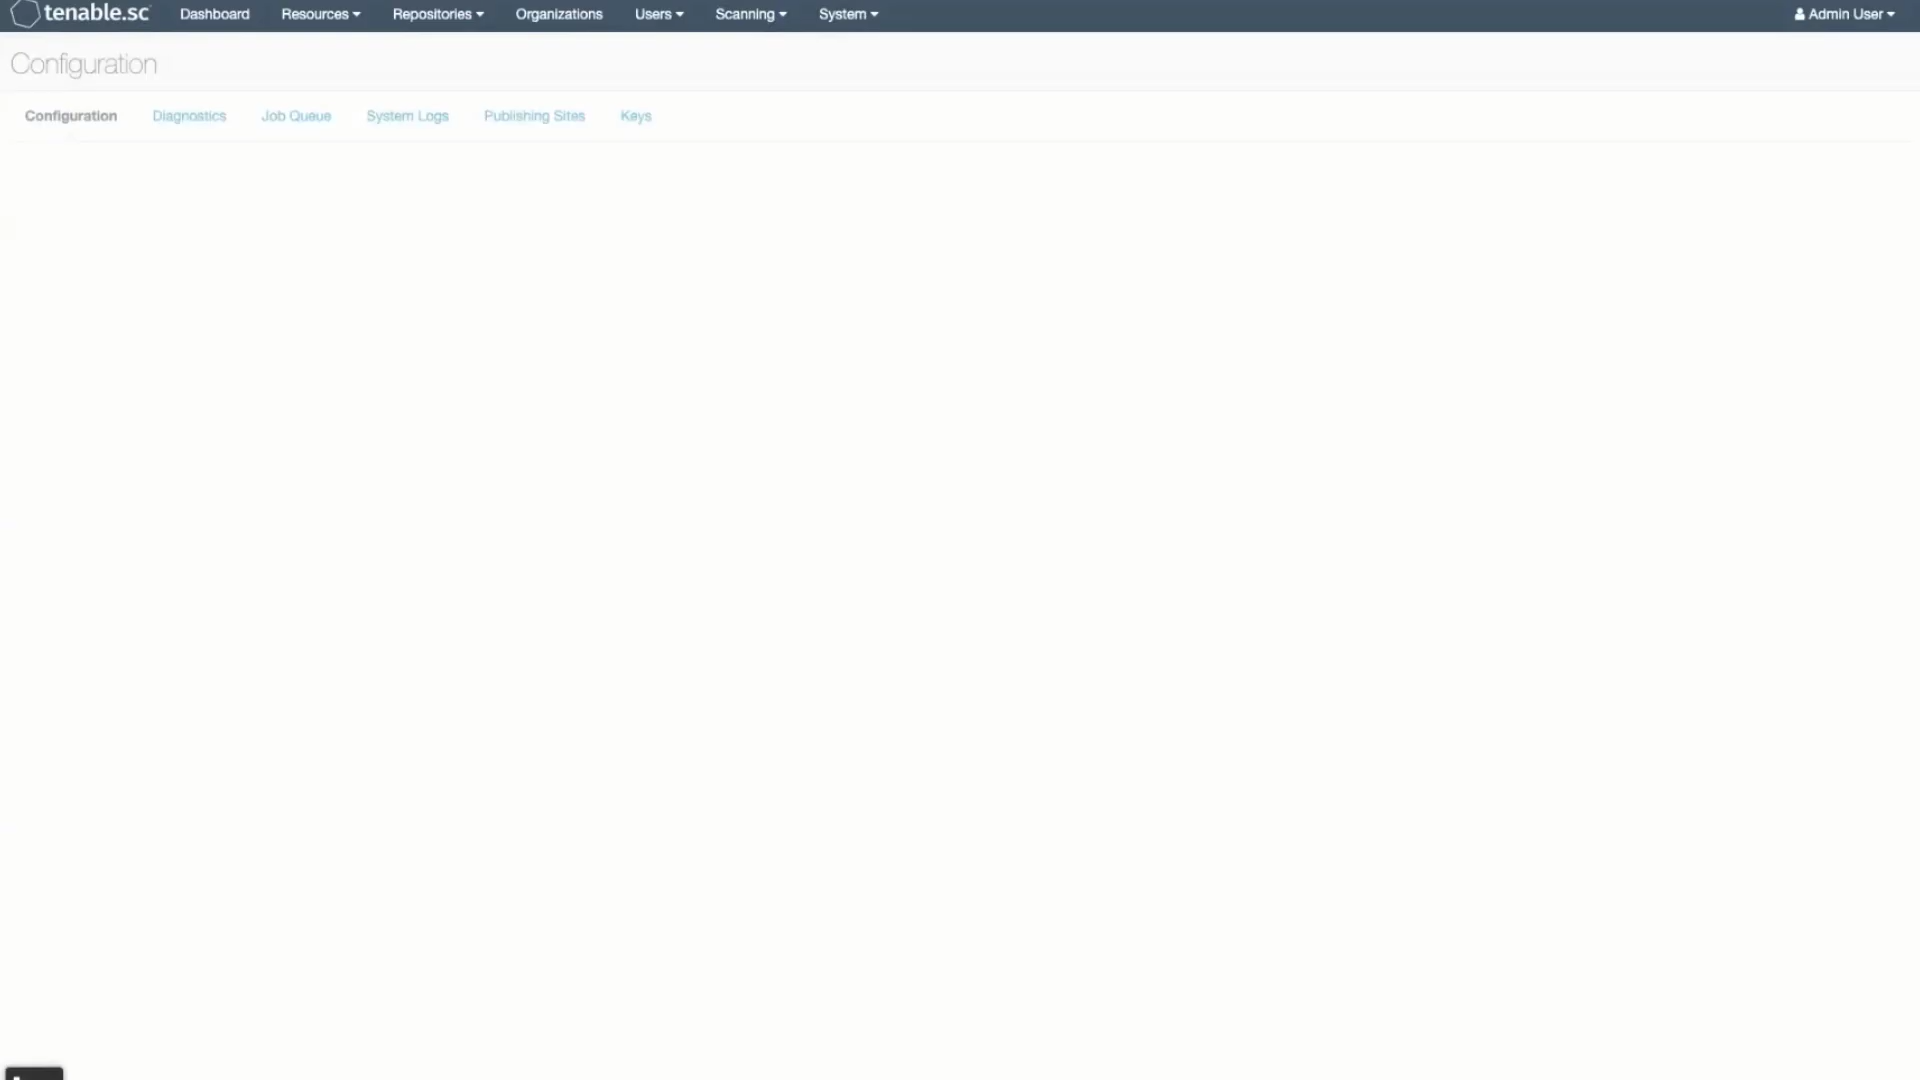 tenable.sc Dashboard Resources Repositories Organizations Users Scanning System Admin User
Configuration
Configuration Diagnostics Job Queue System Logs Publishing Sites Keys